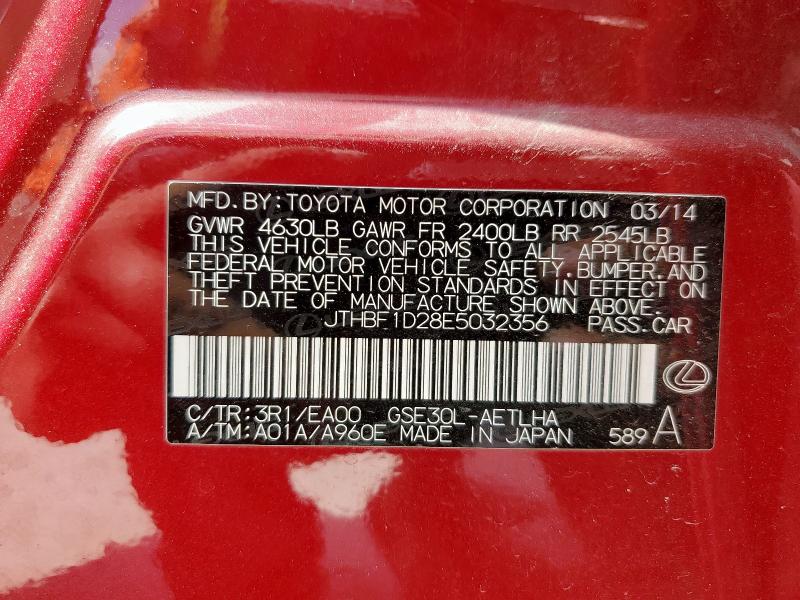 MFD. BY: TOYOTA MOTOR CORPORATION 03/14
GVWR 4630LB GAWR FR 2400LB RR 2545LB
THIS VEHICLE CONFORMS TO ALL APPLICABLE
FEDERAL MOTOR VEHICLE SAFETY, BUMPER, AND
THEFT PREVENTION STANDARDS IN EFFECT ON
THE DATE OF MANUFACTURE SHOWN ABOVE.
JTHBF1D28E5032356 PASS. CAR
C/TR:3R1/EA00 GSE30L-AETLHA
A/TM:A01A/A960E MADE IN JAPAN 589 A